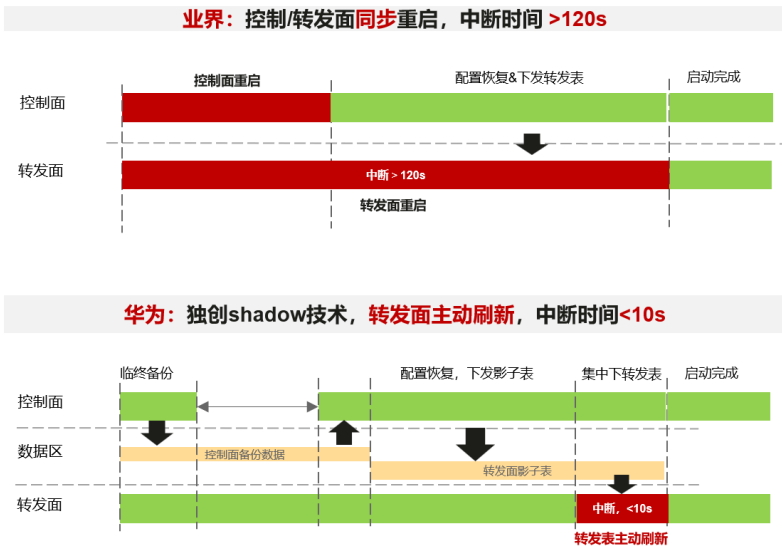 业界：控制/转发面同步重启，中断时间 >120s
控制面重启
配置恢复&下发转发表
启动完成
控制面
转发面
中断＞120s
转发面重启
华为：独创shadow技术，转发面主动刷新，中断时间<10s
临终备份
配置恢复，下发影子表
集中下转发表
启动完成
控制面
数据区
控制面备份数据
转发面影子表
转发面
中断，<10s
转发表主动刷新